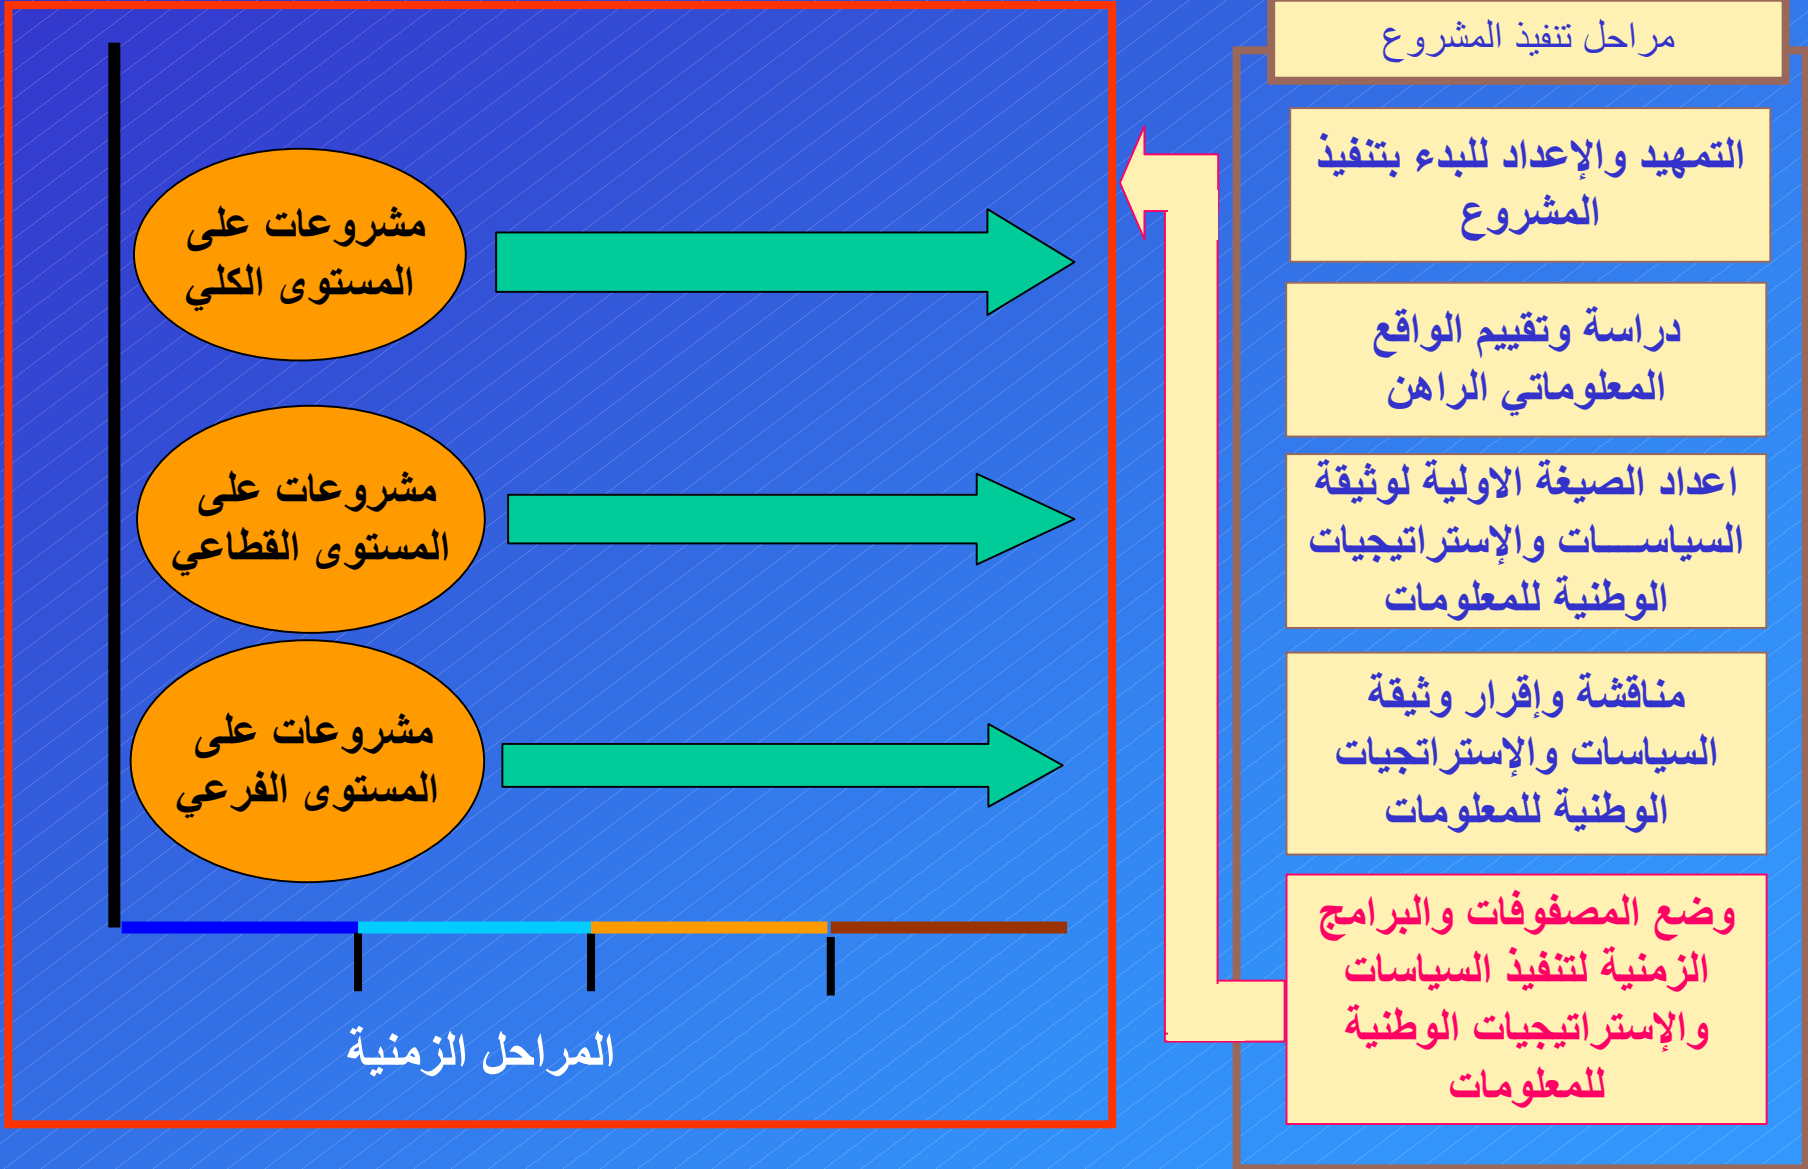 مراحل تنفيذ المشروع
التمهيد والإعداد للبدء بتنفيذ
المشروع
دراسة وتقييم الواقع
المعلوماتي الراهن
اعداد الصيغة الاولية لوثيقة
السياســـات والإستراتيجيات
الوطنية للمعلومات
مناقشة وإقرار وثيقة
السياسات والإستراتجيات
الوطنية للمعلومات
وضع المصفوفات والبرامج
الزمنية لتنفيذ السياسات
والإستراتيجيات الوطنية
للمعلومات
مشروعات على
المستوى الكلي
مشروعات على
المستوى القطاعي
مشروعات على
المستوى الفرعي
المراحل الزمنية